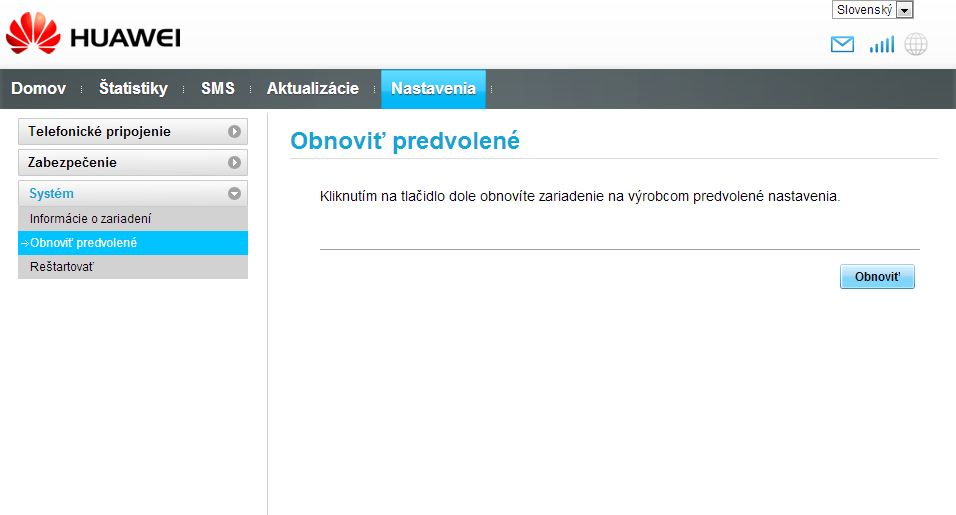 Slovenský
HUAWEI
Domov Štatistiky SMS Aktualizácie Nastavenia
Telefonické pripojenie
Zabezpečenie
Systém
Informácie o zariadení
Obnoviť predvolené
Reštartovať
Obnoviť predvolené
Kliknutím na tlačidlo dole obnovíte zariadenie na výrobcom predvolené nastavenia.
Obnoviť